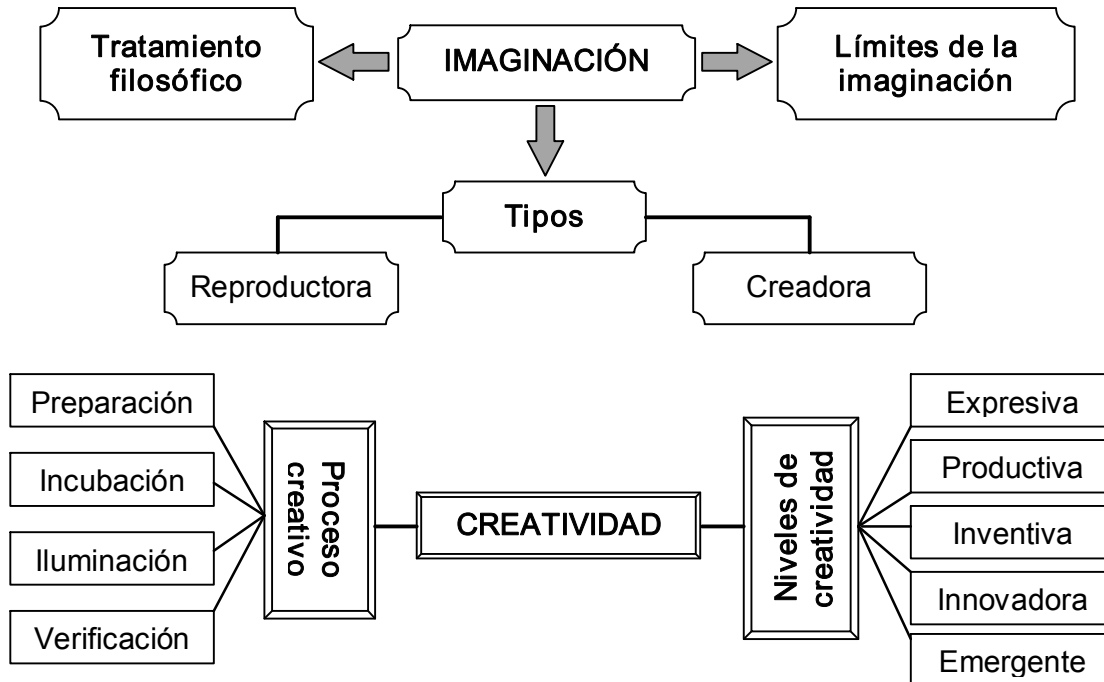 Tratamiento
filosófico
IMAGINACIÓN
Límites de la
imaginación
Tipos
Reproductora
Creadora
Preparación
Incubación
Iluminación
Verificación
Proceso
creativo
CREATIVIDAD
Niveles de
creatividad
Expresiva
Productiva
Inventiva
Innovadora
Emergente